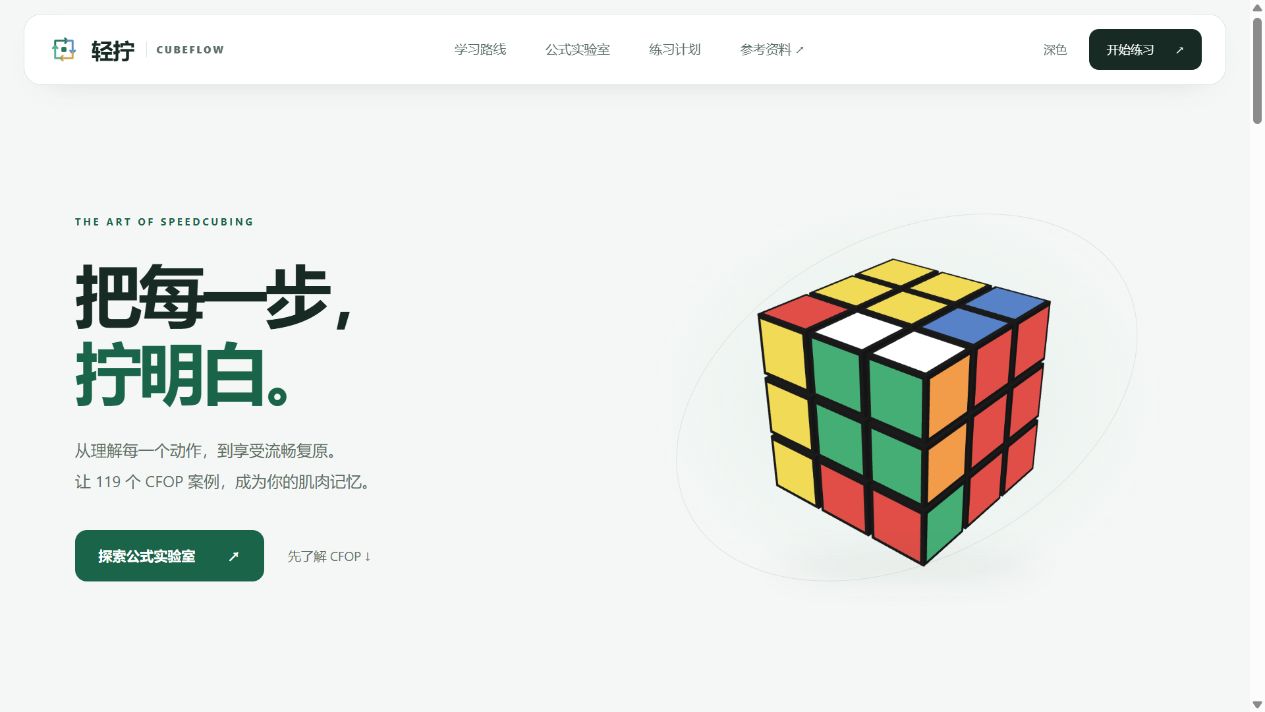 轻拧 CUBEFLOW
学习路线 公式实验室 练习计划 参考资料 ↗
深色 开始练习 ↗
THE ART OF SPEEDCUBING
把每一步，
拧明白。
从理解每一个动作，到享受流畅复原。
让 119 个 CFOP 案例，成为你的肌肉记忆。
探索公式实验室 ↗ 先了解 CFOP ↓